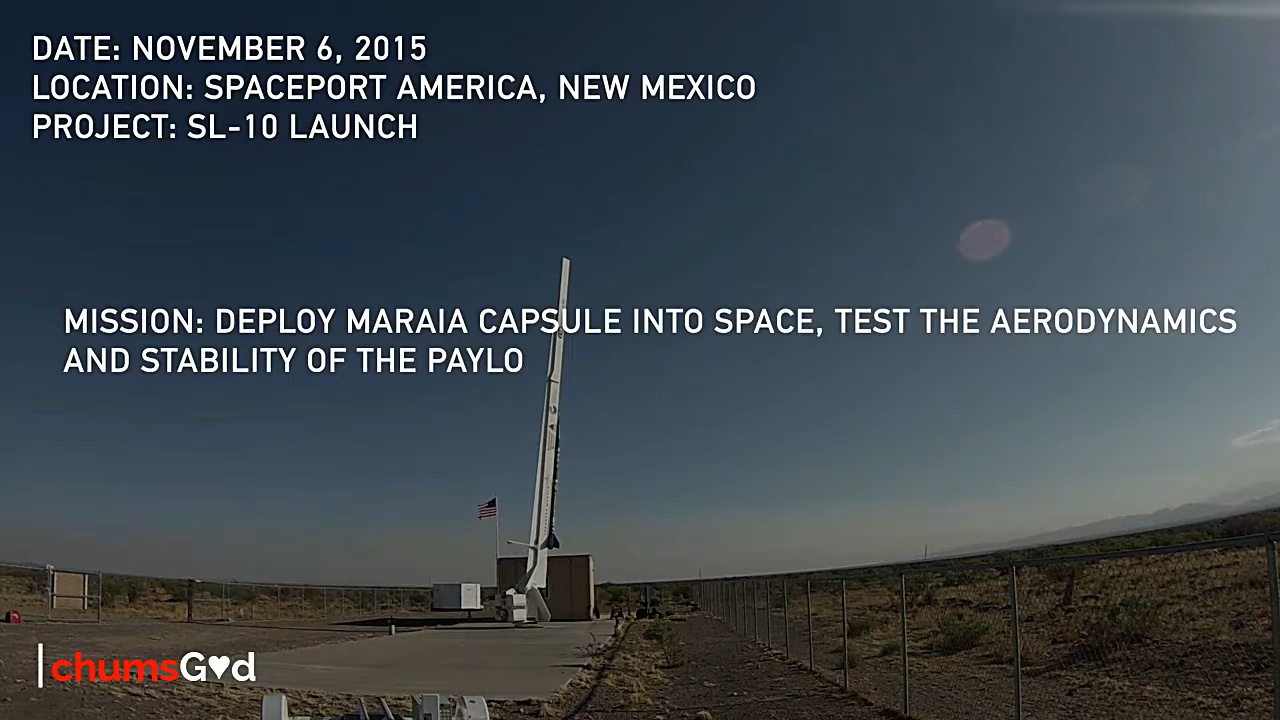 DATE: NOVEMBER 6, 2015
LOCATION: SPACEPORT AMERICA, NEW MEXICO
PROJECT: SL-10 LAUNCH
MISSION: DEPLOY MARAIA CAPSULE INTO SPACE, TEST THE AERODYNAMICS
AND STABILITY OF THE PAYLO
|chumsG♥d